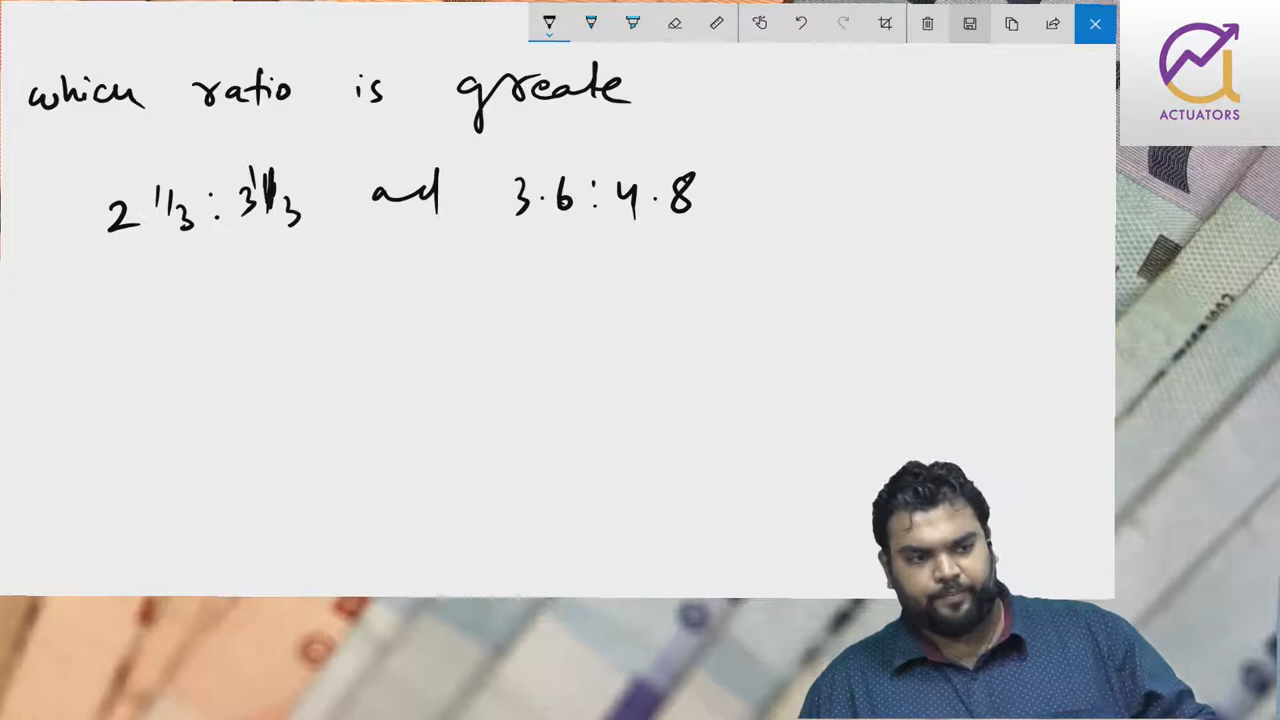 which ratio is greate
2 1/3 : 3 1/3 and 3.6 : 4.8
ACTUATORS